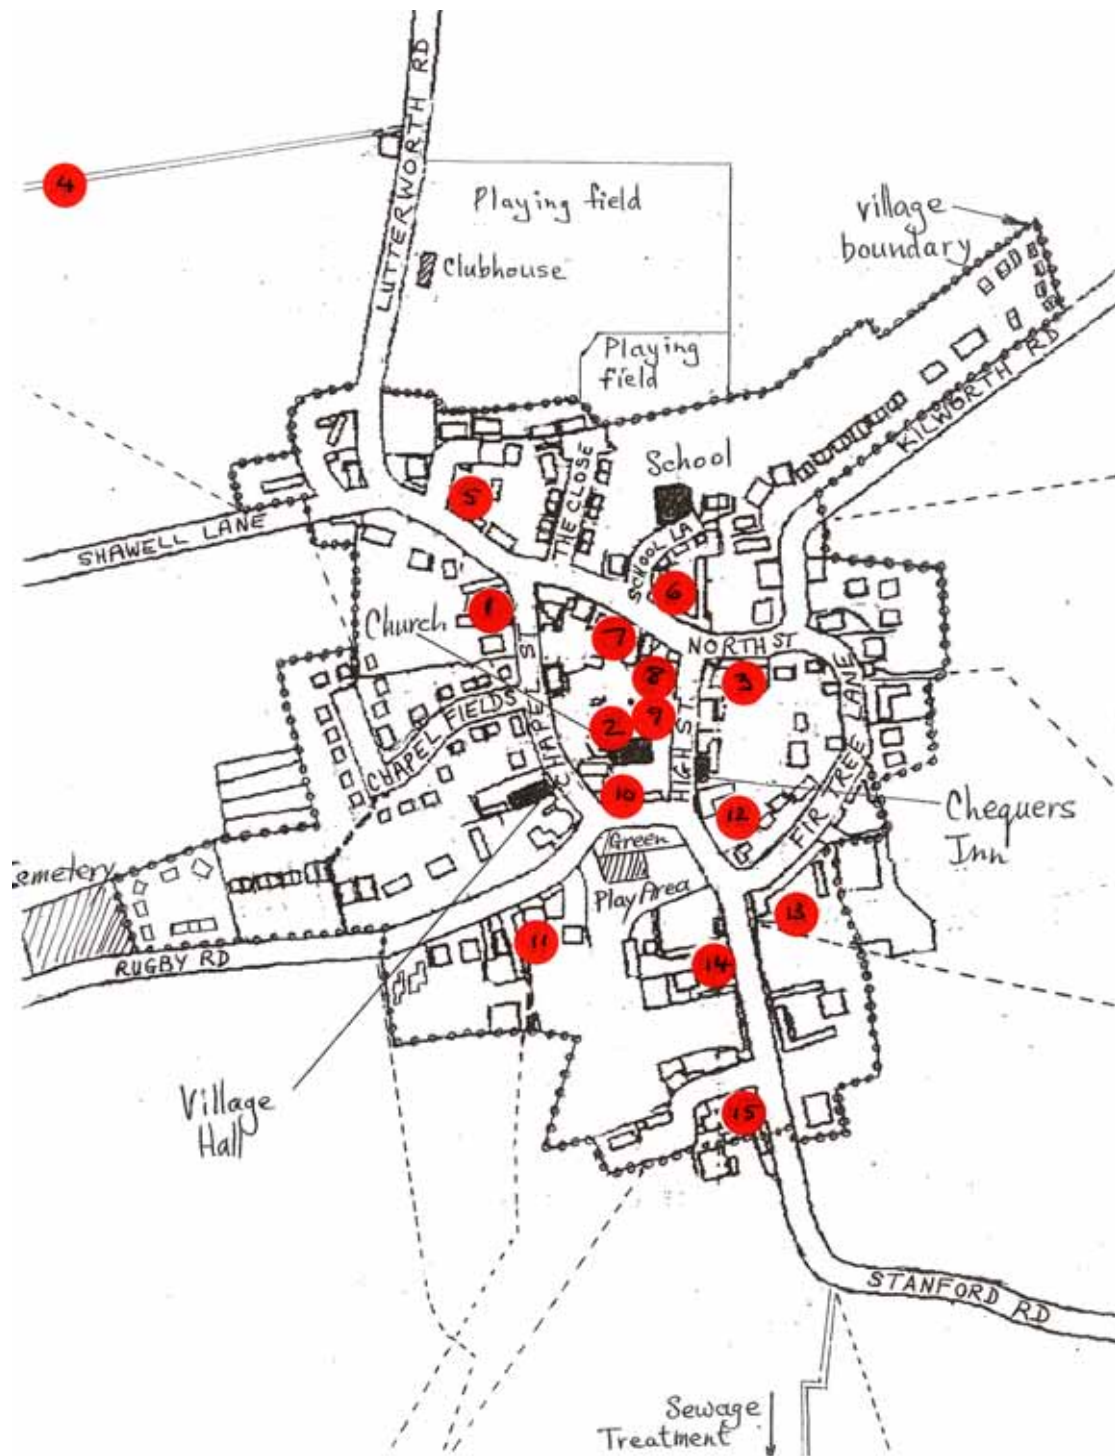 LUTTERWORTH RD
4
Playing field
village
boundary
Clubhouse
Playing
field
KILWORTH RD
School
THE CLOSE
5
SHAWELL LANE
SCHOOL LA
6
1
Church
7
NORTH ST
8
3
CHAPEL ST
CHAPEL FIELDS
2
9
HIGH ST
FIR TREE LANE
10
12
Chequers
Inn
Green
Cemetery
Play Area
13
11
RUGBY RD
14
Village
Hall
15
STANFORD RD
Sewage
Treatment